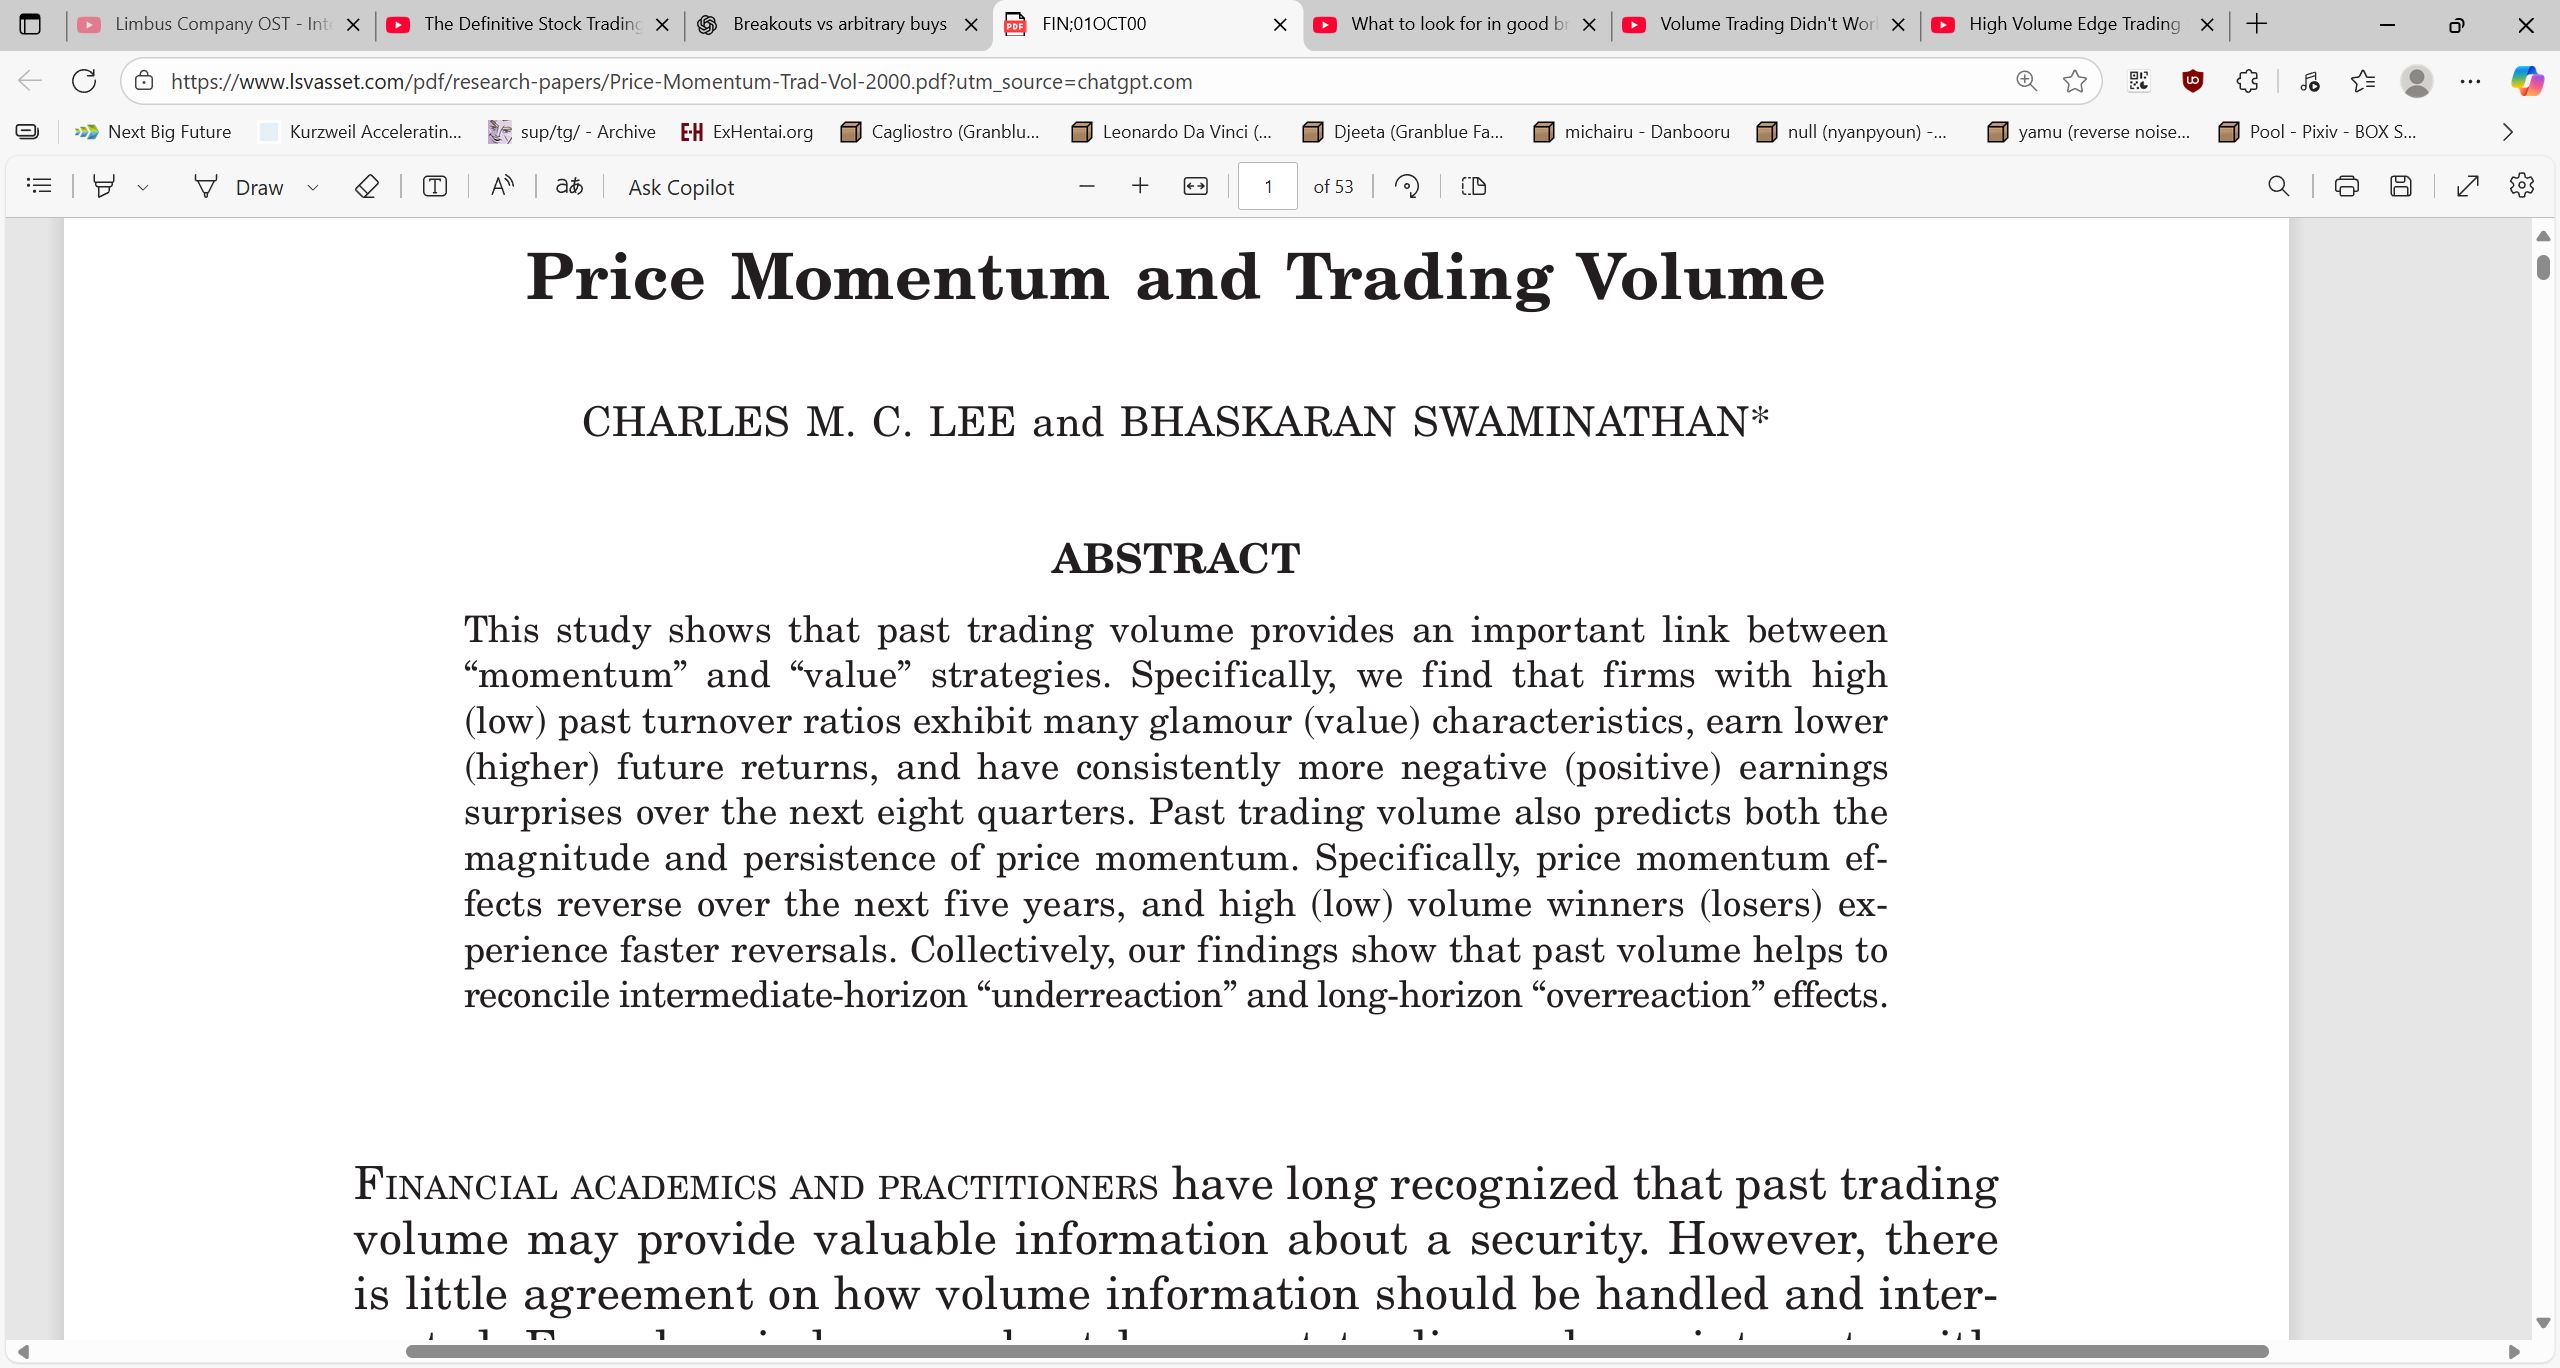 Limbus Company OST - Int
The Definitive Stock Trading
Breakouts vs arbitrary buys
FIN;01OCT00
What to look for in good br
Volume Trading Didn't Wor
High Volume Edge Trading
https://www.lsvasset.com/pdf/research-papers/Price-Momentum-Trad-Vol-2000.pdf?utm_source=chatgpt.com
Next Big Future
Kurzweil Acceleratin...
sup/tg/ - Archive
E-H ExHentai.org
Cagliostro (Granblu...
Leonardo Da Vinci (...
Djeeta (Granblue Fa...
michairu - Danbooru
null (nyanpyoun) -...
yamu (reverse noise...
Pool - Pixiv - BOX S...
Draw
aあ
Ask Copilot
1 of 53
Price Momentum and Trading Volume
CHARLES M. C. LEE and BHASKARAN SWAMINATHAN*
ABSTRACT
This study shows that past trading volume provides an important link between
“momentum” and “value” strategies. Specifically, we find that firms with high
(low) past turnover ratios exhibit many glamour (value) characteristics, earn lower
(higher) future returns, and have consistently more negative (positive) earnings
surprises over the next eight quarters. Past trading volume also predicts both the
magnitude and persistence of price momentum. Specifically, price momentum ef-
fects reverse over the next five years, and high (low) volume winners (losers) ex-
perience faster reversals. Collectively, our findings show that past volume helps to
reconcile intermediate-horizon “underreaction” and long-horizon “overreaction” effects.
FINANCIAL ACADEMICS AND PRACTITIONERS have long recognized that past trading
volume may provide valuable information about a security. However, there
is little agreement on how volume information should be handled and inter-